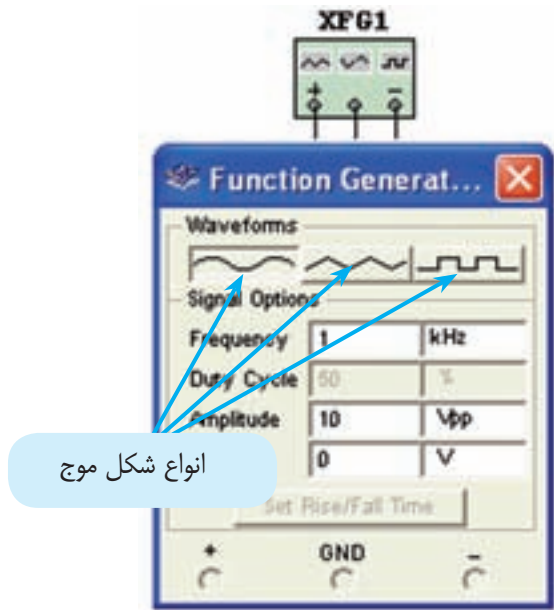 XFG1
+ −
Function Generat...
Waveforms
Signal Options
Frequency 1 kHz
Duty Cycle 50 %
Amplitude 10 Vpp
0 V
انواع شکل موج
Set Rise/Fall Time
+ GND −